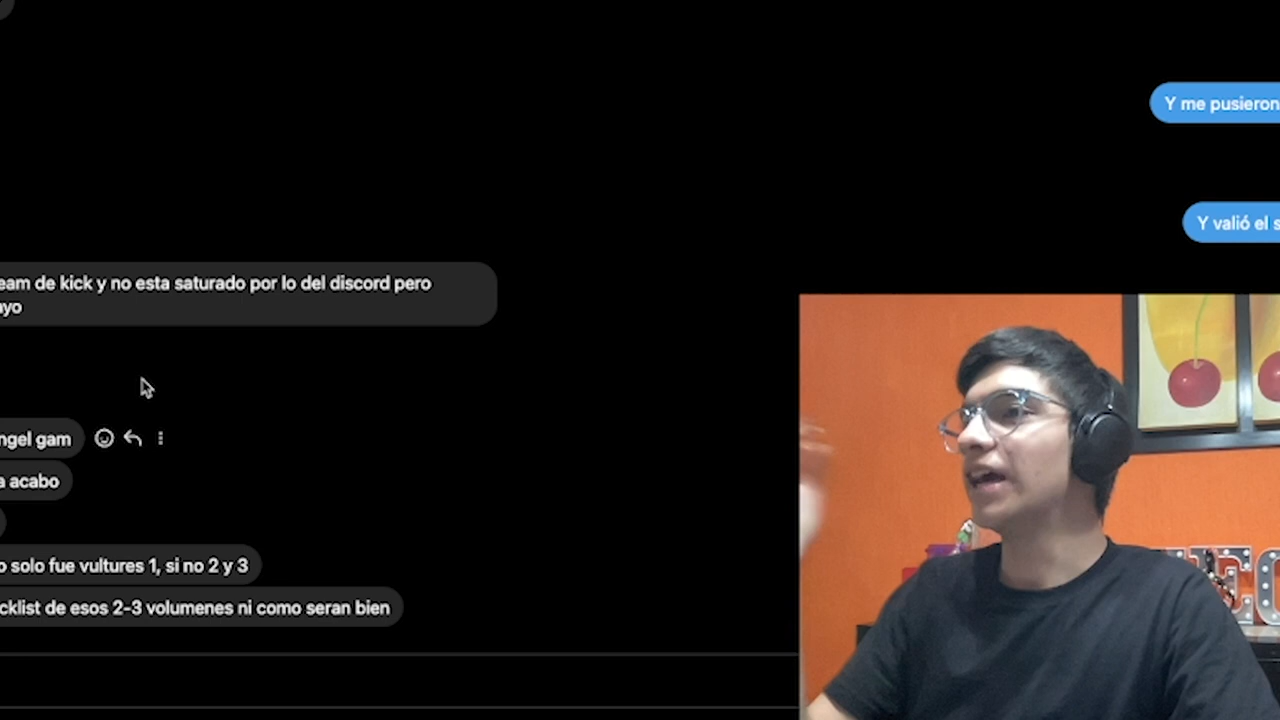 Y me pusieron
Y valió el s
eam de kick y no esta saturado por lo del discord pero
ayo
ngel gam
a acabo
o solo fue vultures 1, si no 2 y 3
cklist de esos 2-3 volumenes ni como seran bien
EC